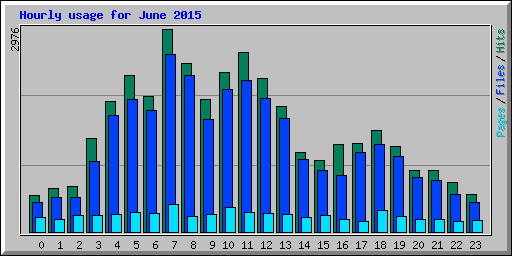 Hourly usage for June 2015
2976
Pages/Files/Hits
0 1 2 3 4 5 6 7 8 9 10 11 12 13 14 15 16 17 18 19 20 21 22 23